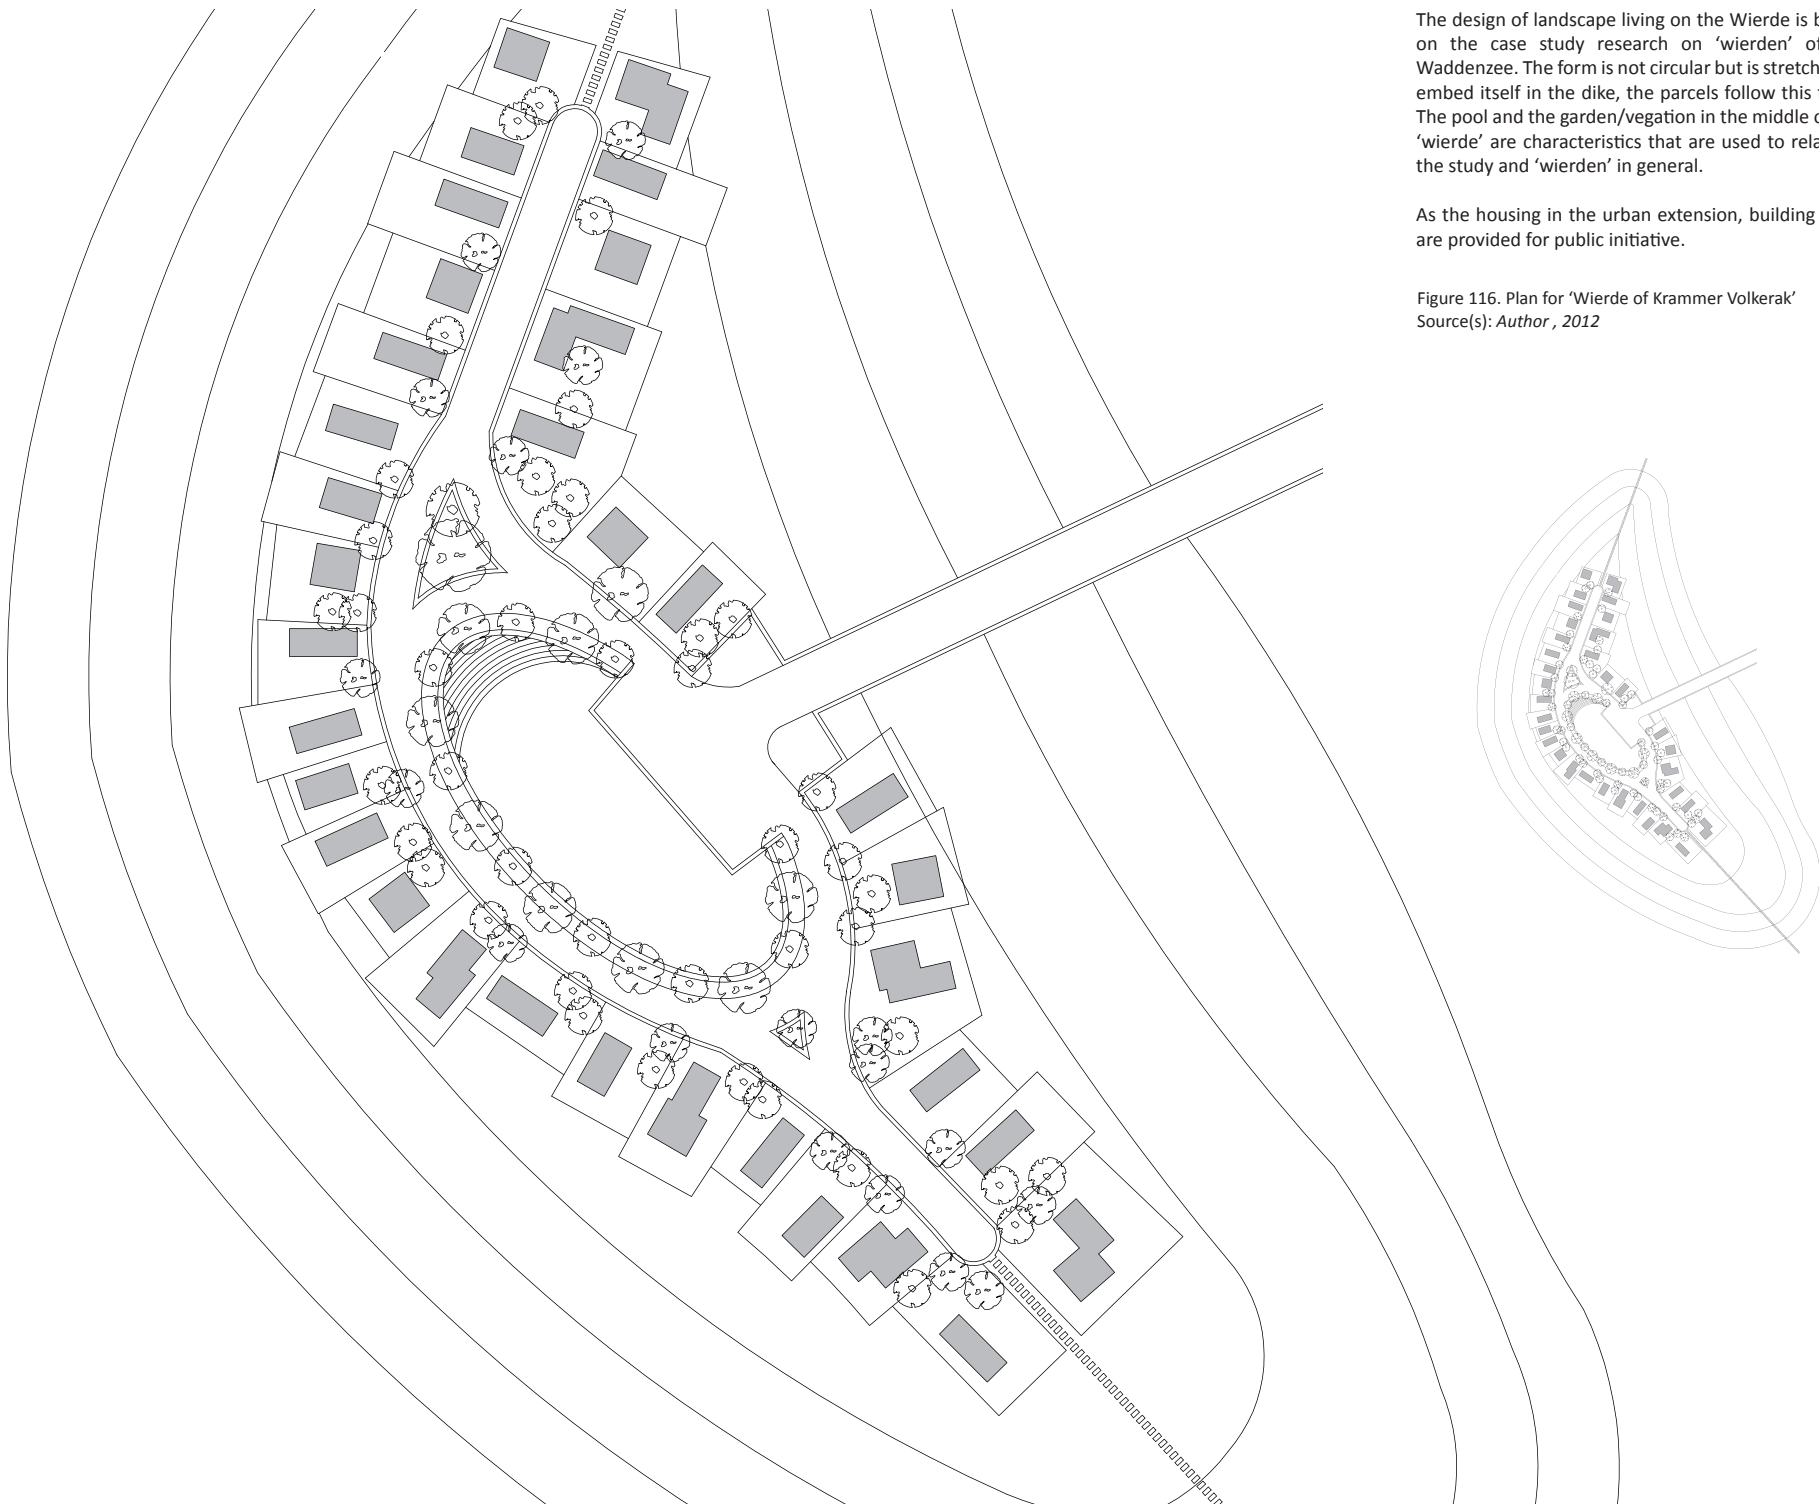 The design of landscape living on the Wierde is
on the case study research on ‘wierden’
Waddenzee. The form is not circular but is
embed itself in the dike, the parcels follow this
The pool and the garden/vegation in the middle
‘wierde’ are characteristics that are used to
the study and ‘wierden’ in general.
As the housing in the urban extension, building
are provided for public initiative.
Figure 116. Plan for ‘Wierde of Krammer Volkerak’
Source(s): Author , 2012